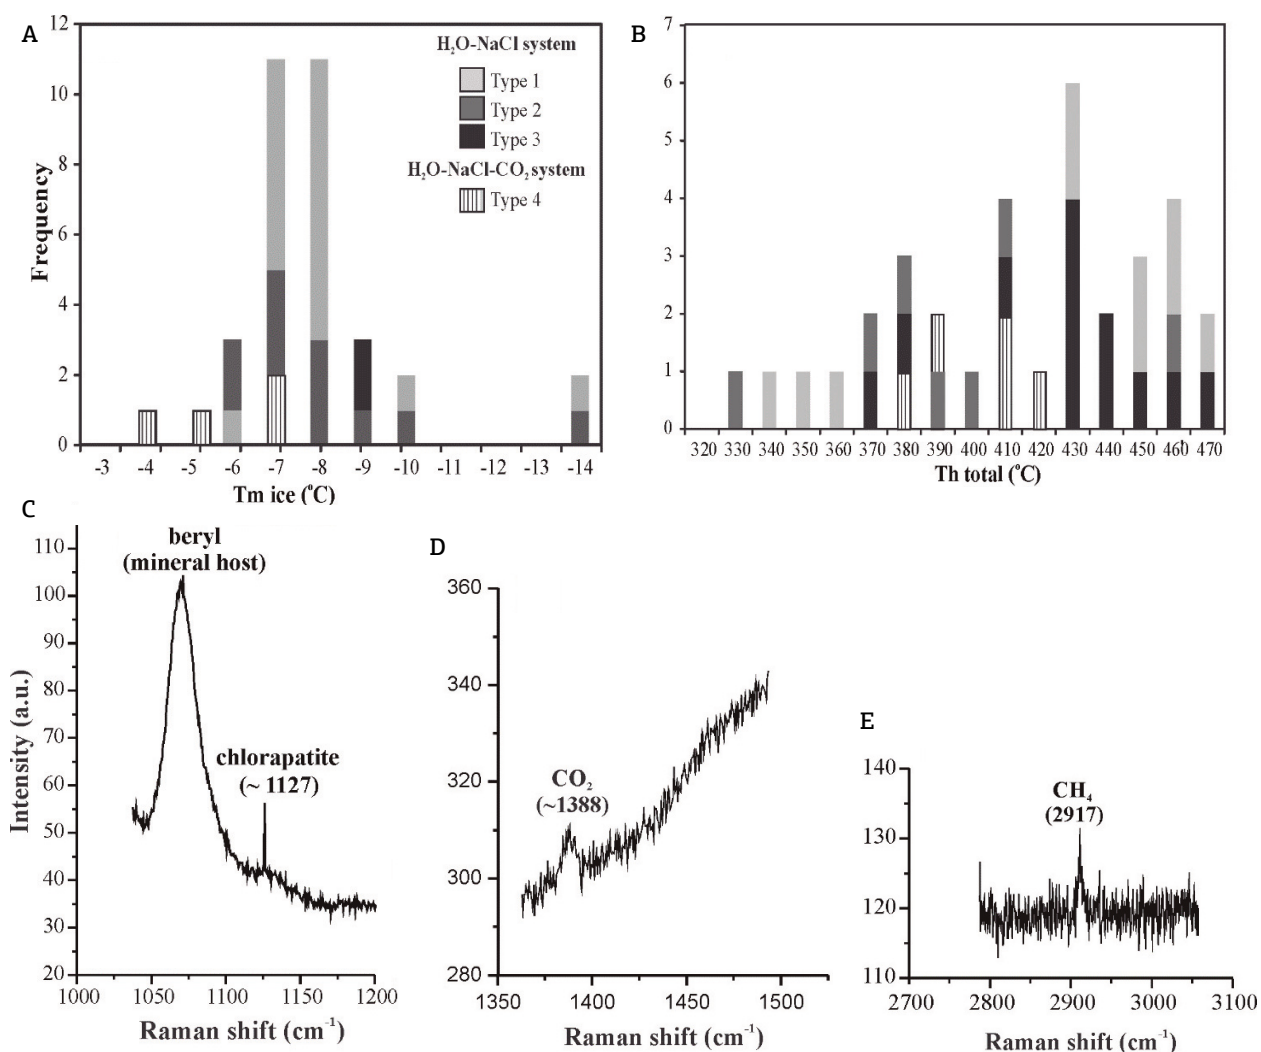 A
12
10
8
6
4
2
0
Frequency
H₂O-NaCl system
Type 1
Type 2
Type 3
H₂O-NaCl-CO₂ system
Type 4
-3 -4 -5 -6 -7 -8 -9 -10 -11 -12 -13 -14
Tm ice (°C)
B
7
6
5
4
3
2
1
0
320 330 340 350 360 370 380 390 400 410 420 430 440 450 460 470
Th total (°C)
C
beryl
(mineral host)
chlorapatite
(~ 1127)
110
100
90
80
70
60
50
40
30
20
Intensity (a.u.)
1000 1050 1100 1150 1200
Raman shift (cm⁻¹)
D
360
340
320
300
280
CO₂
(~1388)
1350 1400 1450 1500
Raman shift (cm⁻¹)
E
140
130
120
110
CH₄
(2917)
2700 2800 2900 3000 3100
Raman shift (cm⁻¹)